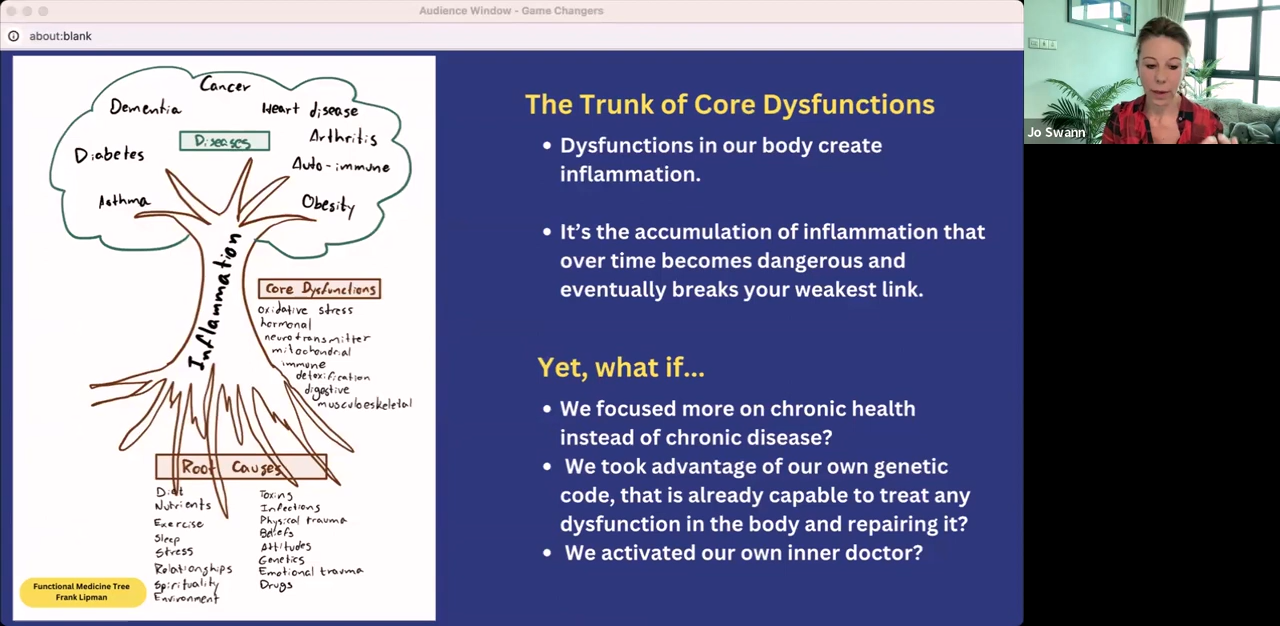 Audience Window - Game Changers
about:blank
Cancer
Dementia
Heart disease
Diseases
Arthritis
Diabetes
Auto-immune
Asthma
Obesity
Inflammation
Core Dysfunctions
oxidative stress
hormonal
neurotransmitter
mitochondrial
immune
detoxification
digestive
musculoeskeletal
Root Causes
Diet
Nutrients
Exercise
Sleep
Stress
Relationships
Spirituality
Environment
Toxins
Infections
Physical trauma
Beliefs
Attitudes
Genetics
Emotional trauma
Drugs
Functional Medicine Tree
Frank Lipman
The Trunk of Core Dysfunctions
• Dysfunctions in our body create
inflammation.
• It’s the accumulation of inflammation that
over time becomes dangerous and
eventually breaks your weakest link.
Yet, what if...
• We focused more on chronic health
instead of chronic disease?
• We took advantage of our own genetic
code, that is already capable to treat any
dysfunction in the body and repairing it?
• We activated our own inner doctor?
Jo Swann